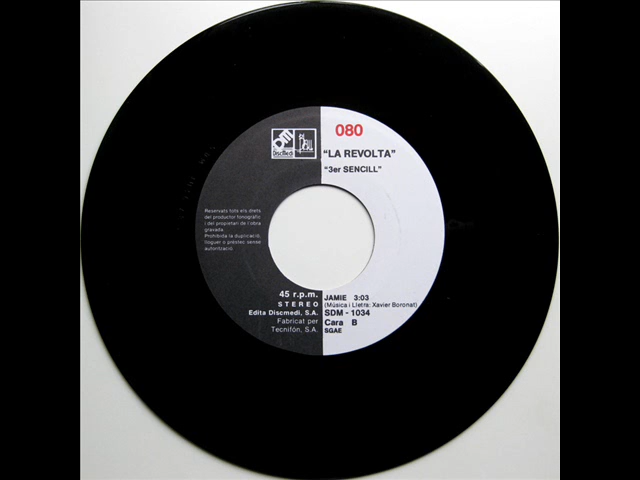 DM
DiscMedi
080
"LA REVOLTA"
"3er SENCILL"
Reservats tots els drets
del productor fonogràfic
i del propietari de l'obra
gravada.
Prohibida la duplicació,
lloguer o préstec sense
autorització
45 r.p.m.
STEREO
Edita Discmedi, S.A.
Fabricat per
Tecnifón, S.A.
JAMIE 3:03
(Música i Lletra: Xavier Boronat)
SDM - 1034
Cara B
SGAE